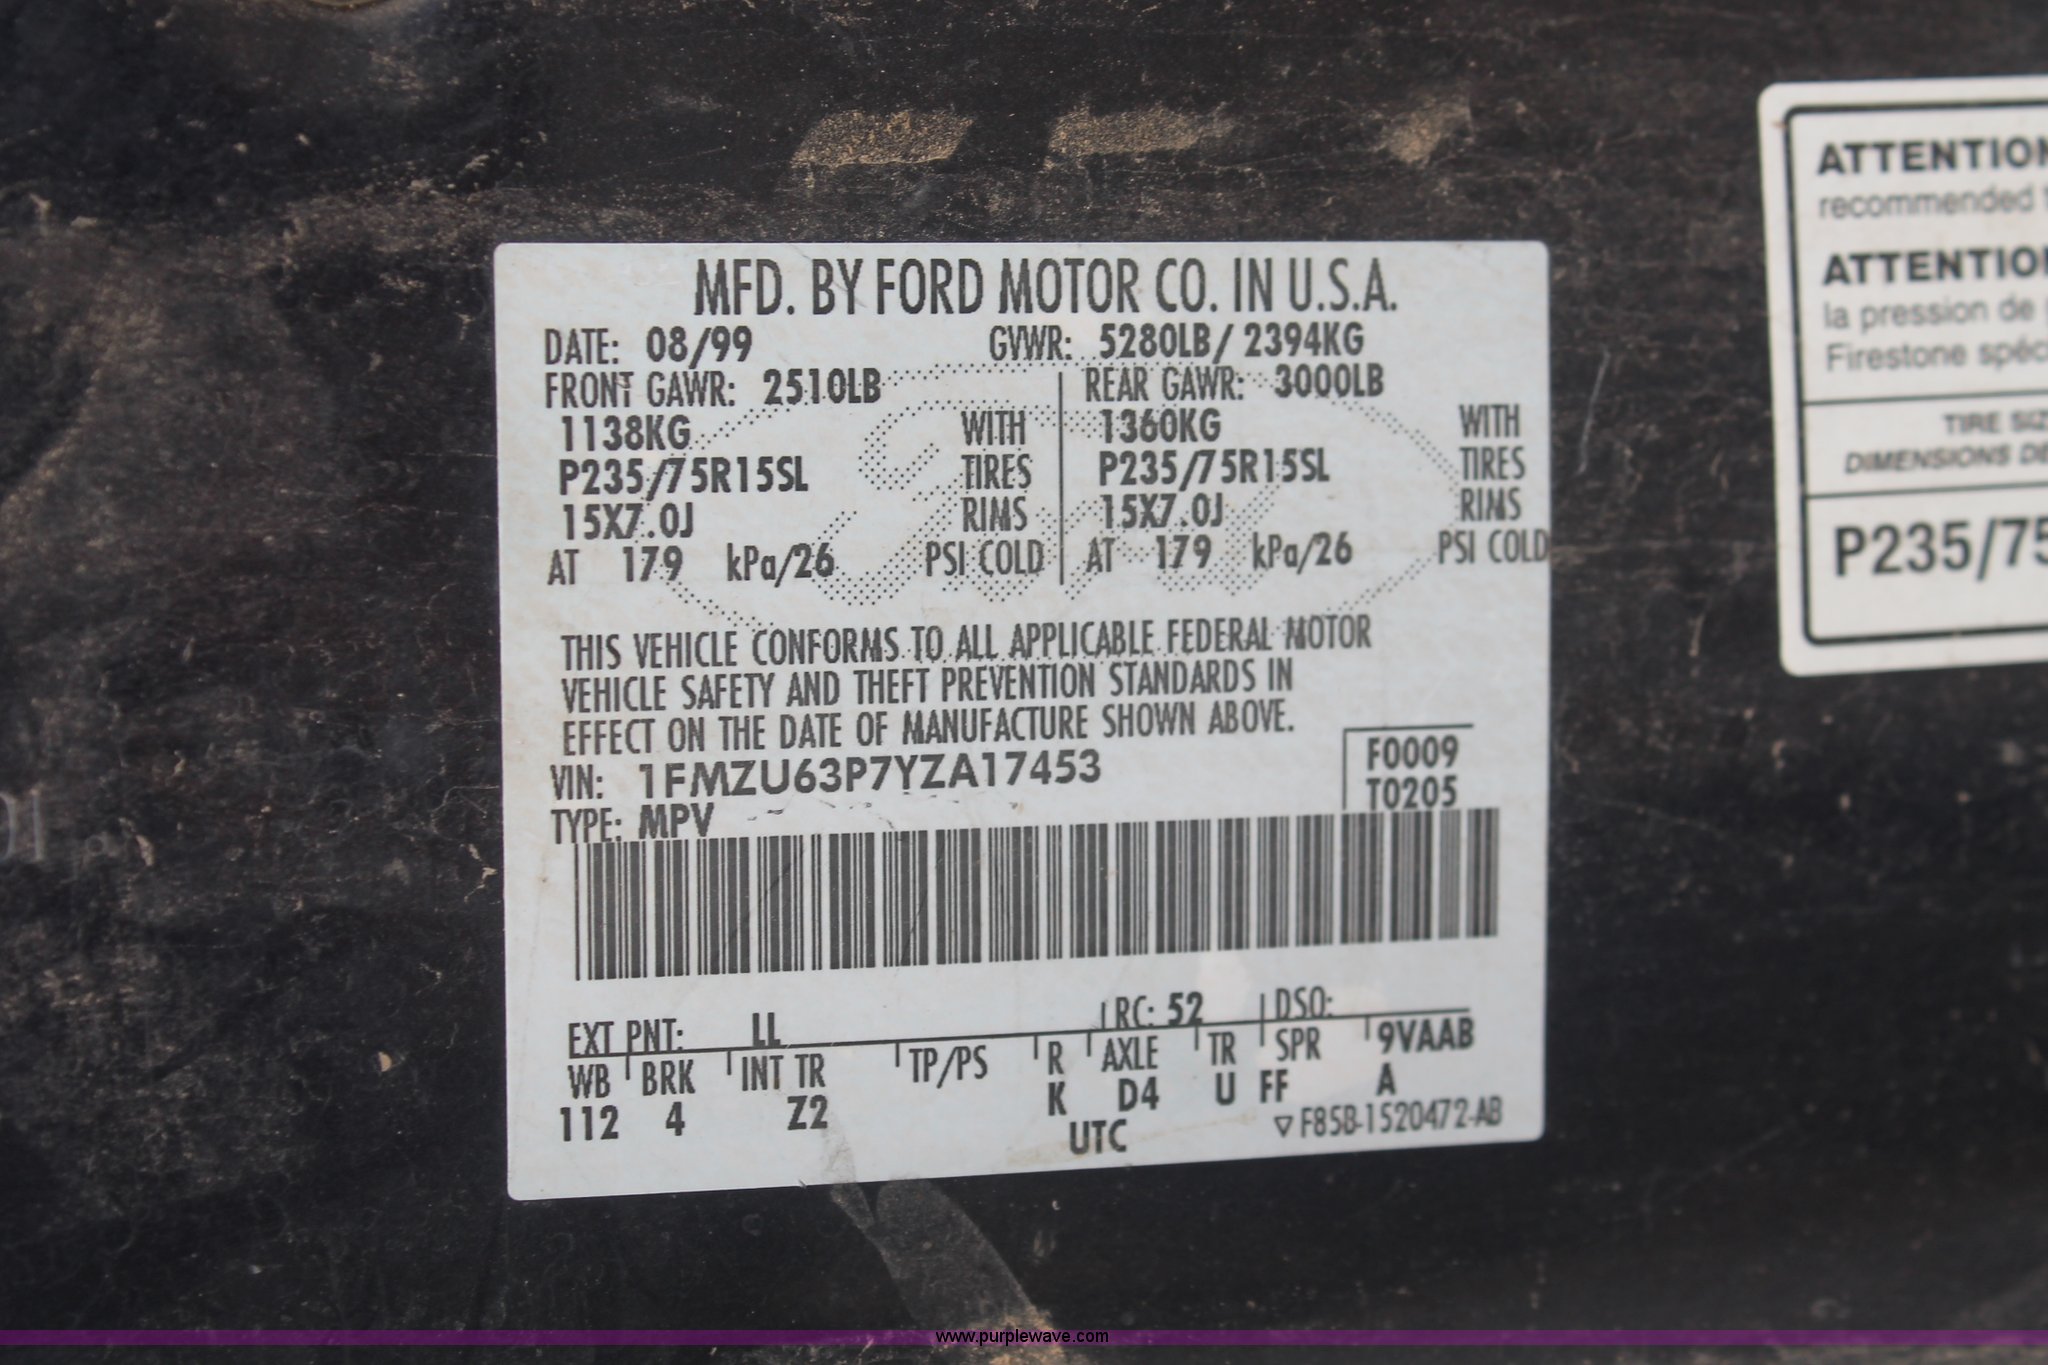 MFD. BY FORD MOTOR CO. IN U.S.A.
DATE: 08/99 GVWR: 5280LB/ 2394KG
FRONT GAWR: 2510LB REAR GAWR: 3000LB
1138KG WITH 1360KG WITH
P235/75R15SL TIRES P235/75R15SL TIRES
15X7.0J RIMS 15X7.0J RIMS
AT 179 kPa/26 PSI COLD AT 179 kPa/26 PSI COLD
THIS VEHICLE CONFORMS TO ALL APPLICABLE FEDERAL MOTOR
VEHICLE SAFETY AND THEFT PREVENTION STANDARDS IN
EFFECT ON THE DATE OF MANUFACTURE SHOWN ABOVE.
VIN: 1FMZU63P7YZA17453 F0009
TYPE: MPV T0205
EXT PNT: LL RC: 52 DSO:
WB BRK INT TR TP/PS R AXLE TR SPR 9VAAB
112 4 Z2 K D4 U FF A
UTC ▽F85B-1520472-AB
ATTENTION
recommended
ATTENTION
la pression de
Firestone spéc
TIRE SIZ
DIMENSIONS DE
P235/75
www.purplewave.com